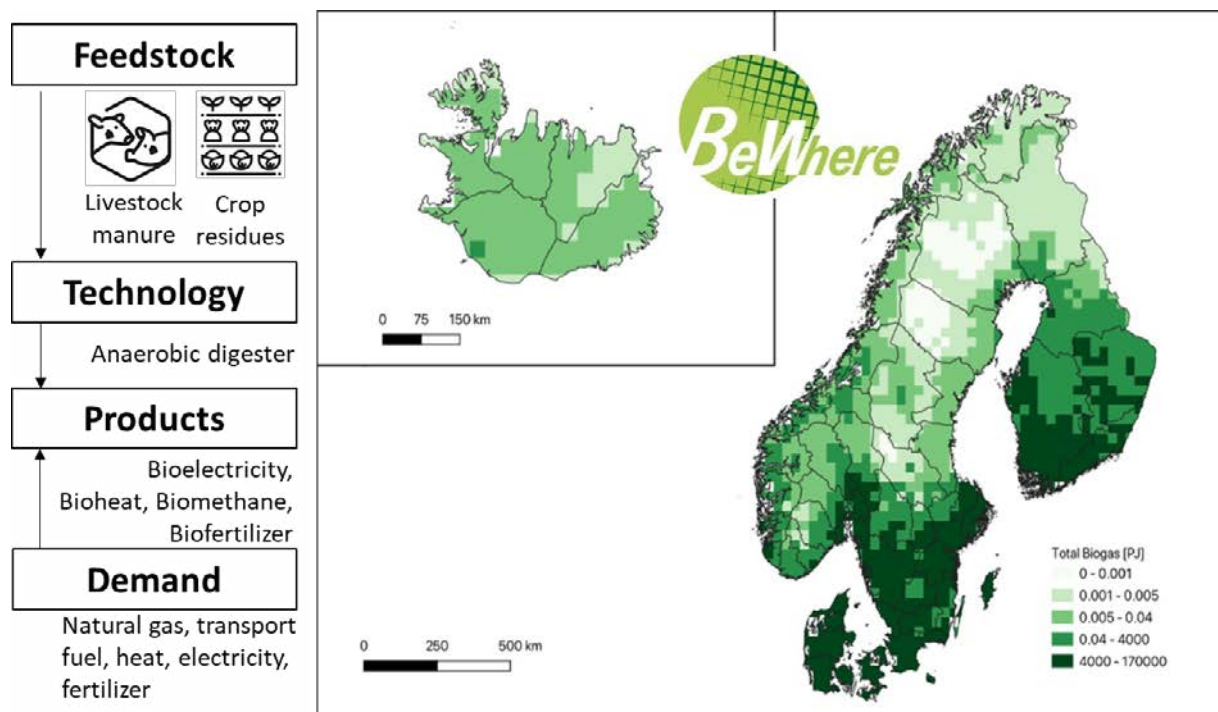 Feedstock
Livestock
manure
Crop
residues
Technology
Anaerobic digester
Products
Bioelectricity,
Bioheat, Biomethane,
Biofertilizer
Demand
Natural gas, transport
fuel, heat, electricity,
fertilizer
BeWhere
0 75 150 km
0 250 500 km
Total Biogas [PJ]
0 - 0.001
0.001 - 0.005
0.005 - 0.04
0.04 - 4000
4000 - 170000